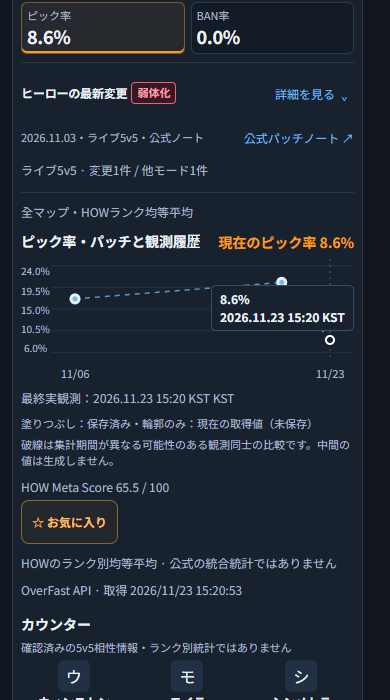 ピック率
BAN率
8.6%
0.0%
ヒーローの最新変更 弱体化 詳細を見る ⌄
2026.11.03・ライブ5v5・公式ノート 公式パッチノート ↗
ライブ5v5 · 変更1件 / 他モード1件
全マップ・HOWランク均等平均
ピック率・パッチと観測履歴 現在のピック率 8.6%
24.0%
19.5%
15.0%
10.5%
6.0%
8.6%
2026.11.23 15:20 KST
11/06
11/23
最終実観測：2026.11.23 15:20 KST KST
塗りつぶし：保存済み・輪郭のみ：現在の取得値（未保存）
破線は集計期間が異なる可能性のある観測同士の比較です。中間の
値は生成しません。
HOW Meta Score 65.5 / 100
☆ お気に入り
HOWのランク別均等平均 · 公式の統合統計ではありません
OverFast API · 取得 2026/11/23 15:20:53
カウンター
確認済みの5v5相性情報・ランク別統計ではありません
ウ
モ
シ